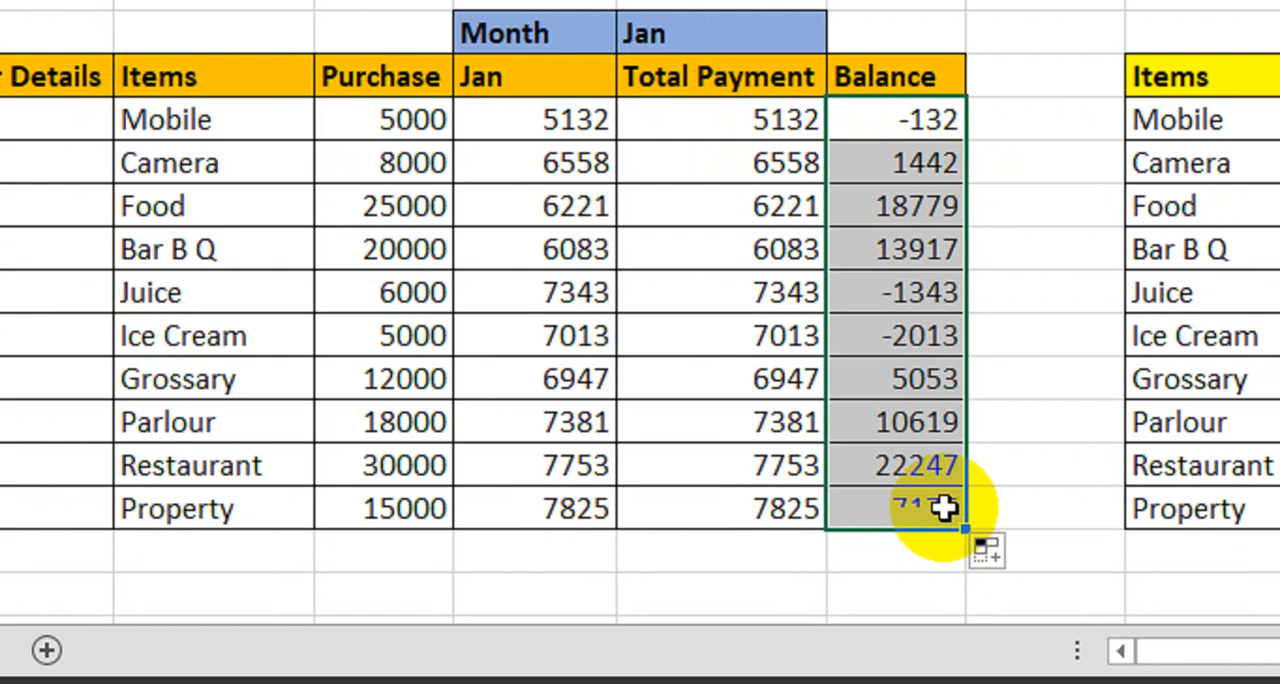 Month Jan
Details Items Purchase Jan Total Payment Balance Items
Mobile 5000 5132 5132 -132 Mobile
Camera 8000 6558 6558 1442 Camera
Food 25000 6221 6221 18779 Food
Bar B Q 20000 6083 6083 13917 Bar B Q
Juice 6000 7343 7343 -1343 Juice
Ice Cream 5000 7013 7013 -2013 Ice Cream
Grossary 12000 6947 6947 5053 Grossary
Parlour 18000 7381 7381 10619 Parlour
Restaurant 30000 7753 7753 22247 Restaurant
Property 15000 7825 7825 Property